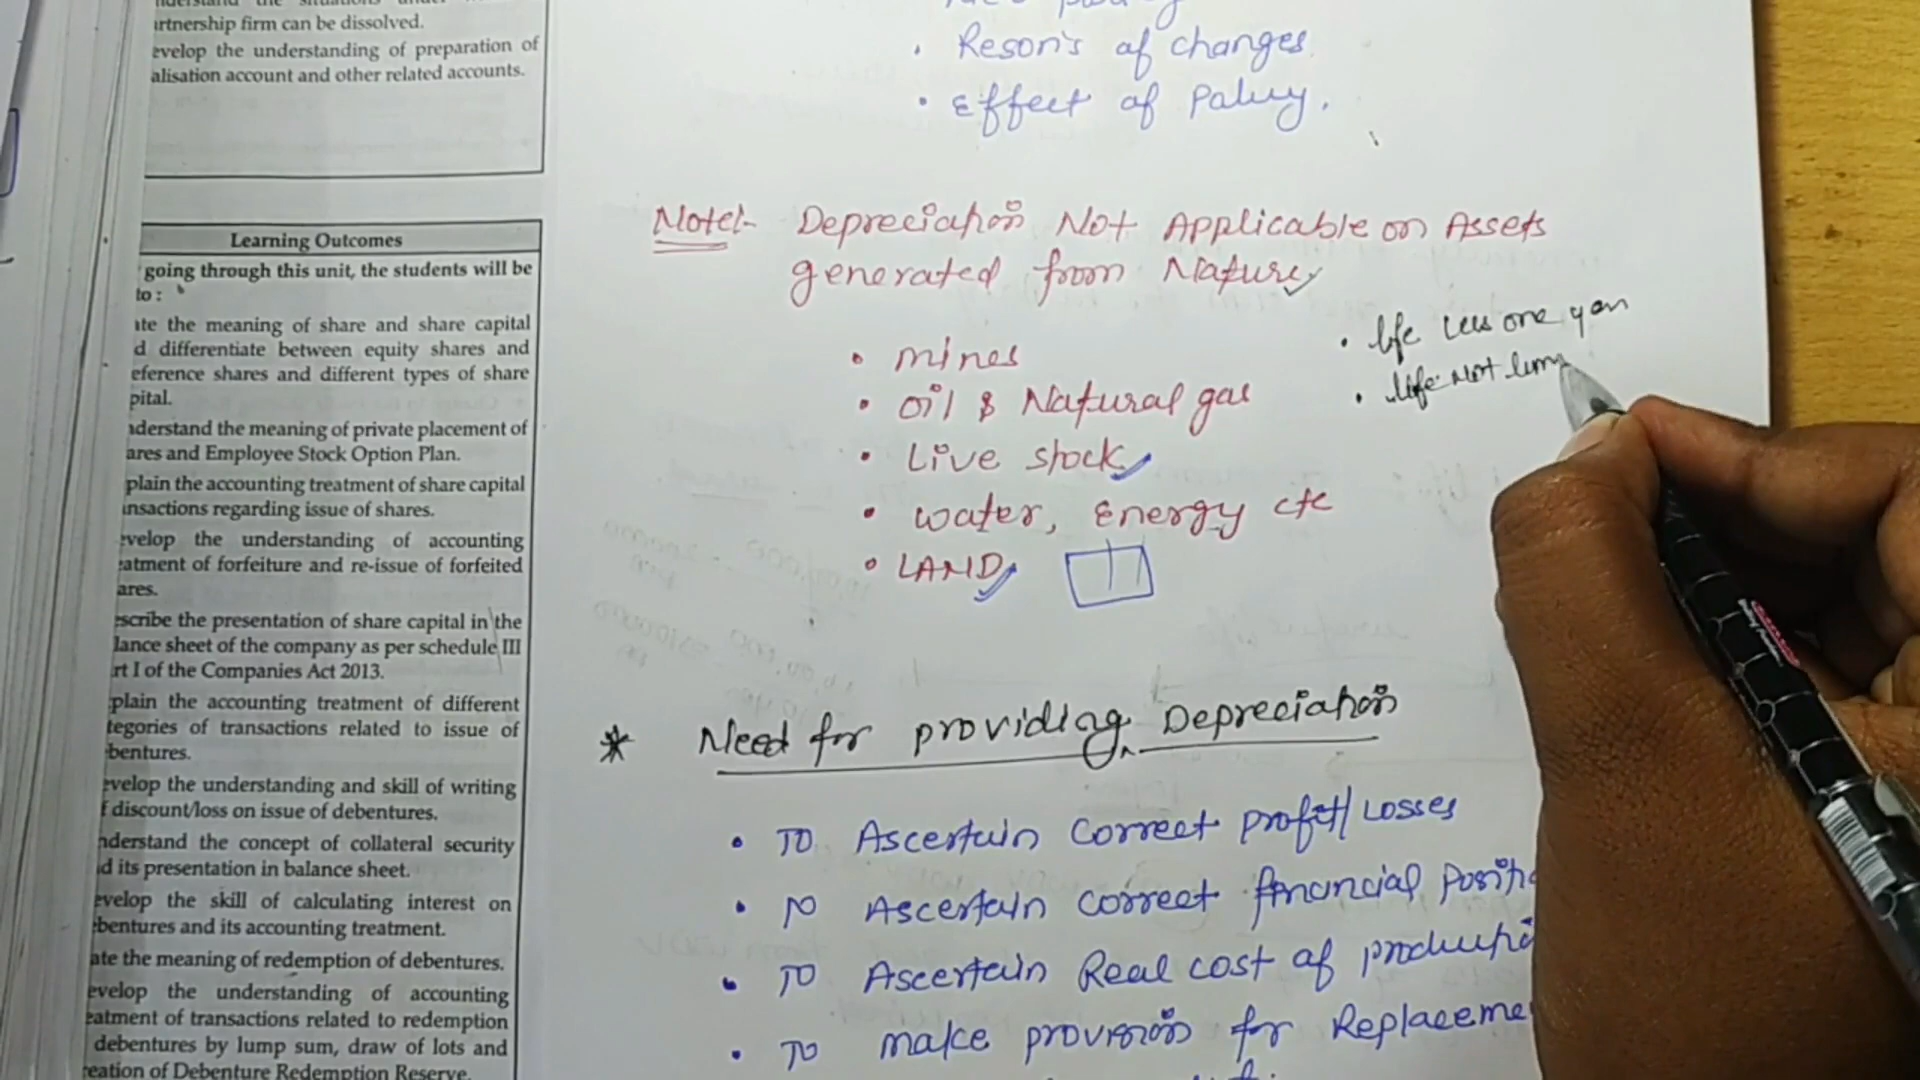 rtnership firm can be dissolved.
evelop the understanding of preparation of
alisation account and other related accounts.
Learning Outcomes
going through this unit, the students will be
to :
ate the meaning of share and share capital
d differentiate between equity shares and
eference shares and different types of share
pital.
nderstand the meaning of private placement of
ares and Employee Stock Option Plan.
plain the accounting treatment of share capital
ansactions regarding issue of shares.
evelop the understanding of accounting
eatment of forfeiture and re-issue of forfeited
ares.
escribe the presentation of share capital in the
lance sheet of the company as per schedule III
rt I of the Companies Act 2013.
plain the accounting treatment of different
tegories of transactions related to issue of
bentures.
evelop the understanding and skill of writing
f discount/loss on issue of debentures.
nderstand the concept of collateral security
d its presentation in balance sheet.
evelop the skill of calculating interest on
bentures and its accounting treatment.
ate the meaning of redemption of debentures.
evelop the understanding of accounting
eatment of transactions related to redemption
debentures by lump sum, draw of lots and
reation of Debenture Redemption Reserve.
• Reson's of changes
• Effect of Paluy.
Note:- Depreciation Not Applicable on Assets
generated from Nature
• mines
• oil & Natural gas
• Live stock
• water, Energy etc
• LAND
• life less one year
• life Not lim
* Need for providing Depreciation
• TO Ascertain correct profit/Losses
• TO Ascertain correct financial Positio
• TO Ascertain Real cost of productio
• TO make provision for Replaceme